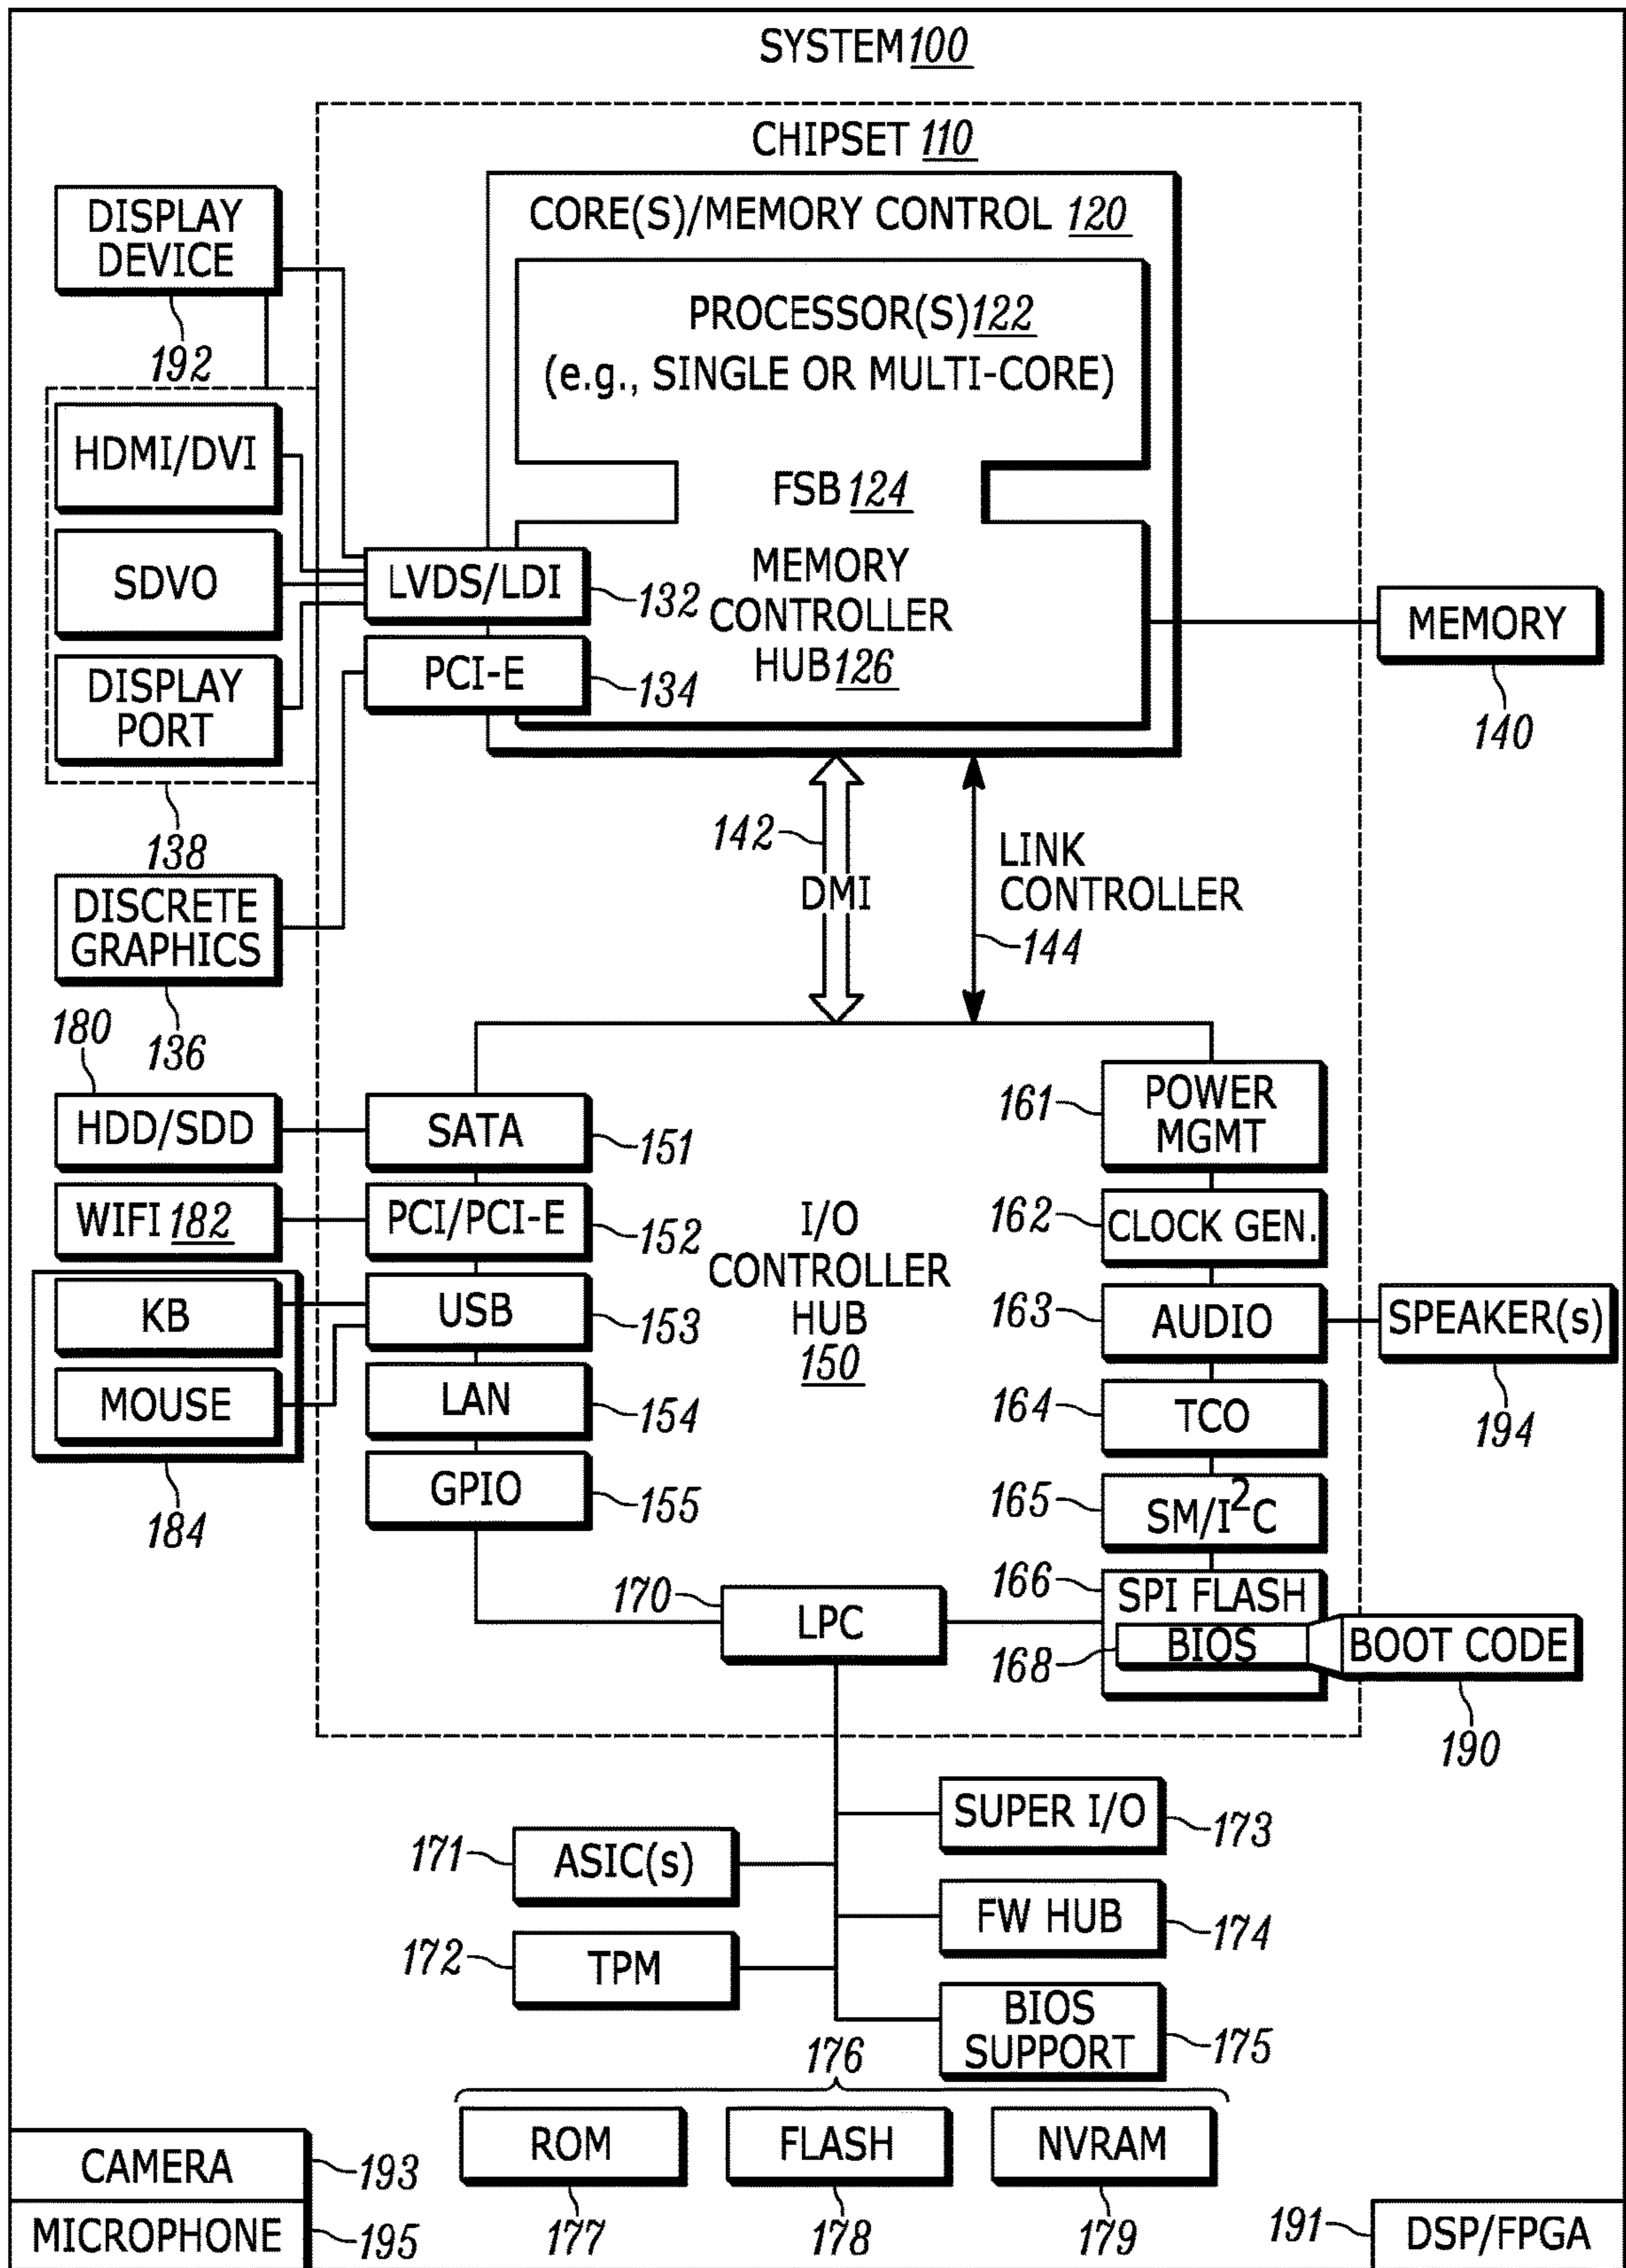 SYSTEM 100
CHIPSET 110
CORE(S)/MEMORY CONTROL 120
PROCESSOR(S) 122
(e.g., SINGLE OR MULTI-CORE)
FSB 124
MEMORY
CONTROLLER
HUB 126
DISPLAY
DEVICE
192
HDMI/DVI
SDVO
DISPLAY
PORT
138
LVDS/LDI
132
PCI-E
134
MEMORY
140
DISCRETE
GRAPHICS
136
142
DMI
LINK
CONTROLLER
144
180
HDD/SDD
WIFI 182
KB
MOUSE
184
SATA
151
PCI/PCI-E
152
USB
153
LAN
154
GPIO
155
I/O
CONTROLLER
HUB
150
161
POWER
MGMT
162
CLOCK GEN.
163
AUDIO
SPEAKER(s)
194
164
TCO
165
SM/I²C
166
SPI FLASH
168
BIOS
BOOT CODE
190
170
LPC
171
ASIC(s)
172
TPM
SUPER I/O
173
FW HUB
174
BIOS
SUPPORT
175
176
ROM
177
FLASH
178
NVRAM
179
CAMERA
193
MICROPHONE
195
191
DSP/FPGA